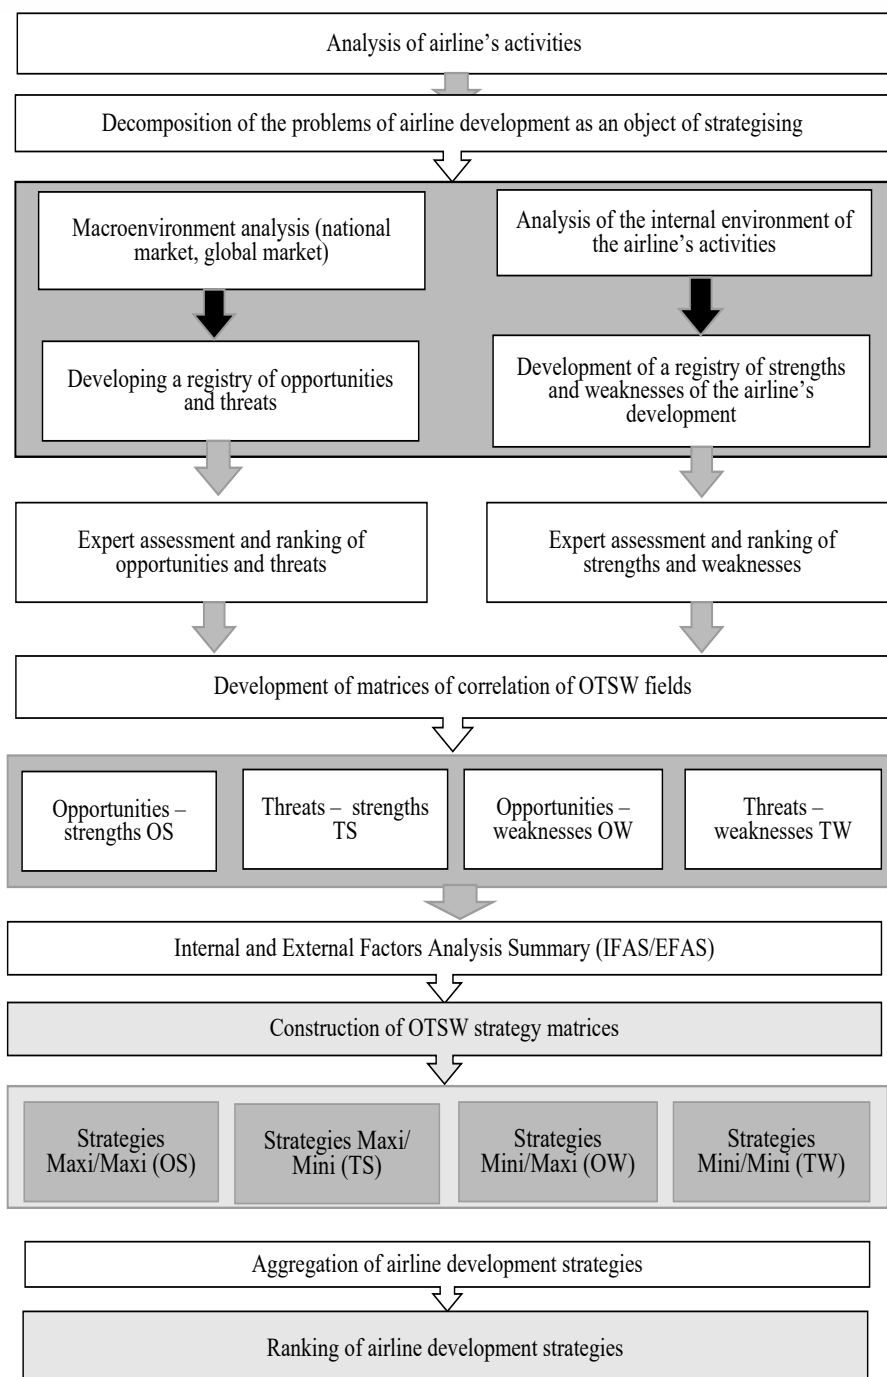 Analysis of airline's activities
Decomposition of the problems of airline development as an object of strategising
Macroenvironment analysis (national
market, global market)
Analysis of the internal environment of
the airline's activities
Developing a registry of opportunities
and threats
Development of a registry of strengths
and weaknesses of the airline's
development
Expert assessment and ranking of
opportunities and threats
Expert assessment and ranking of
strengths and weaknesses
Development of matrices of correlation of OTSW fields
Opportunities –
strengths OS
Threats – strengths
TS
Opportunities –
weaknesses OW
Threats –
weaknesses TW
Internal and External Factors Analysis Summary (IFAS/EFAS)
Construction of OTSW strategy matrices
Strategies
Maxi/Maxi (OS)
Strategies Maxi/
Mini (TS)
Strategies
Mini/Maxi (OW)
Strategies
Mini/Mini (TW)
Aggregation of airline development strategies
Ranking of airline development strategies